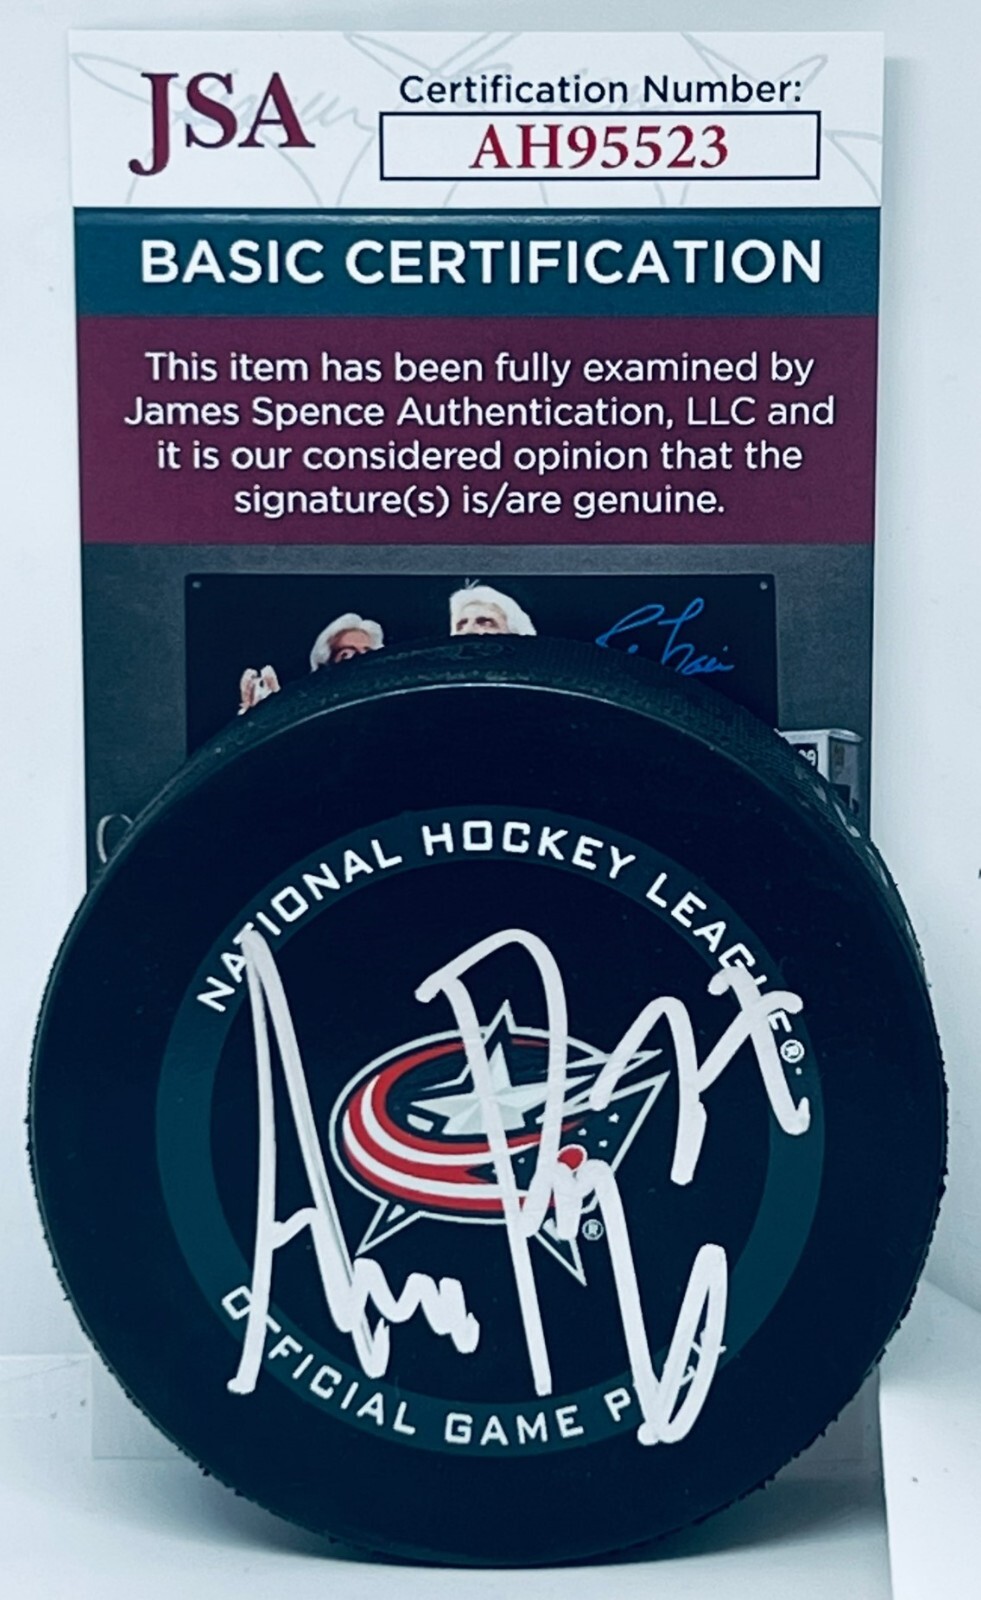 JSA
Certification Number:
AH95523
BASIC CERTIFICATION
This item has been fully examined by
James Spence Authentication, LLC and
it is our considered opinion that the
signature(s) is/are genuine.
NATIONAL HOCKEY LEAGUE®
®
OFFICIAL GAME PUCK